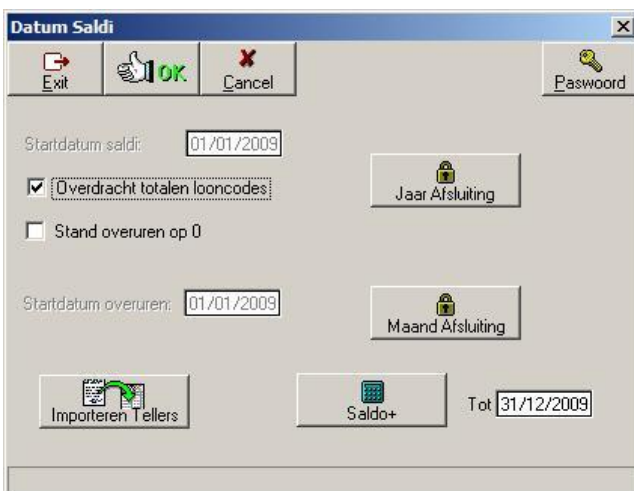 Datum Saldi
Exit
OK
Cancel
Paswoord
Startdatum saldi: 01/01/2009
Overdracht totalen looncodes
Jaar Afsluiting
Stand overuren op 0
Startdatum overuren: 01/01/2009
Maand Afsluiting
Importeren Tellers
Saldo+
Tot 31/12/2009